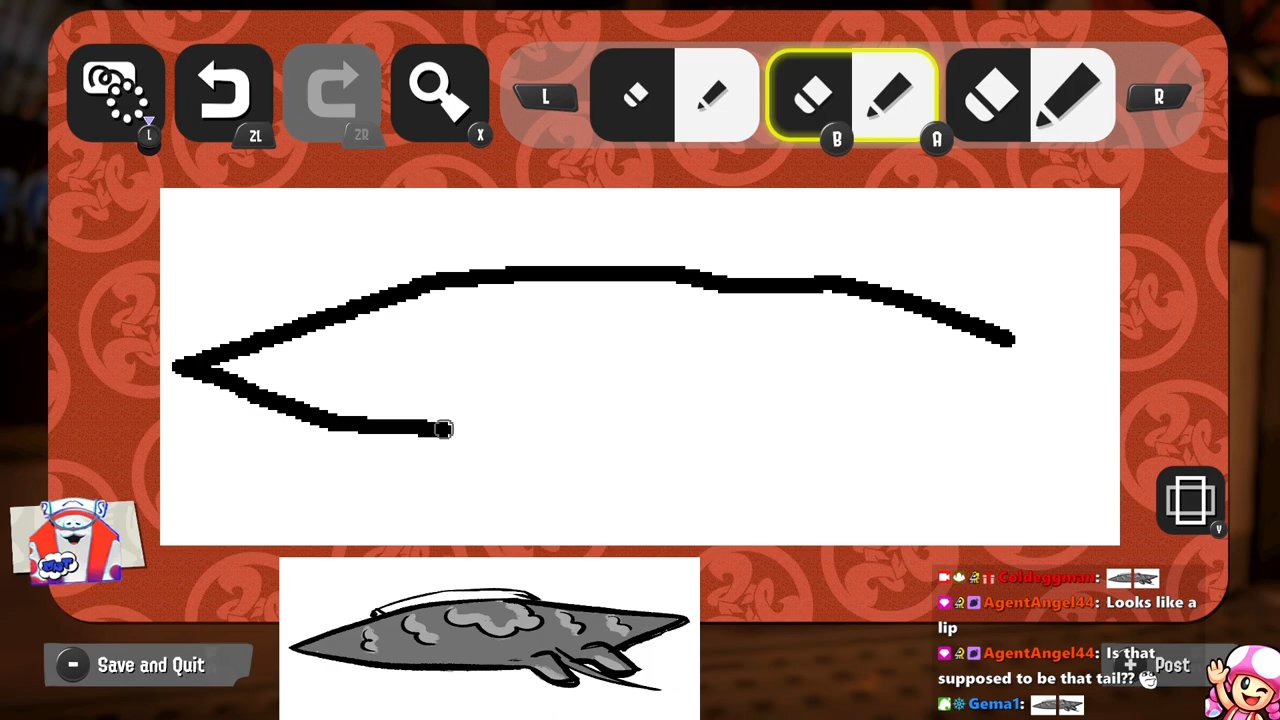 L
ZL
ZR
X
L
B
A
R
Y
Coldeggman:
AgentAngel44: Looks like a
lip
AgentAngel44: Is that
supposed to be that tail??
Gema1:
- Save and Quit
+ Post